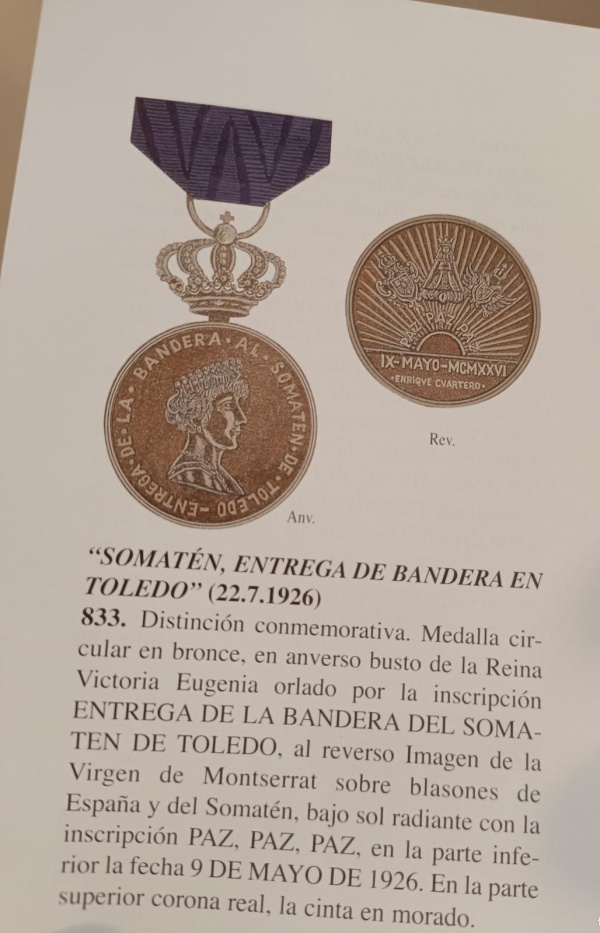 ENTREGA · DE · LA · BANDERA · AL · SOMATEN · DE · TOLEDO
PAZ PAZ PAZ
IX-MAYO-MCMXXVI
·ENRIQVE CVARTERO·
Rev.
Anv.
“SOMATÉN, ENTREGA DE BANDERA EN
TOLEDO” (22.7.1926)
833. Distinción conmemorativa. Medalla cir-
cular en bronce, en anverso busto de la Reina
Victoria Eugenia orlado por la inscripción
ENTREGA DE LA BANDERA DEL SOMA-
TEN DE TOLEDO, al reverso Imagen de la
Virgen de Montserrat sobre blasones de
España y del Somatén, bajo sol radiante con la
inscripción PAZ, PAZ, PAZ, en la parte infe-
rior la fecha 9 DE MAYO DE 1926. En la parte
superior corona real, la cinta en morado.